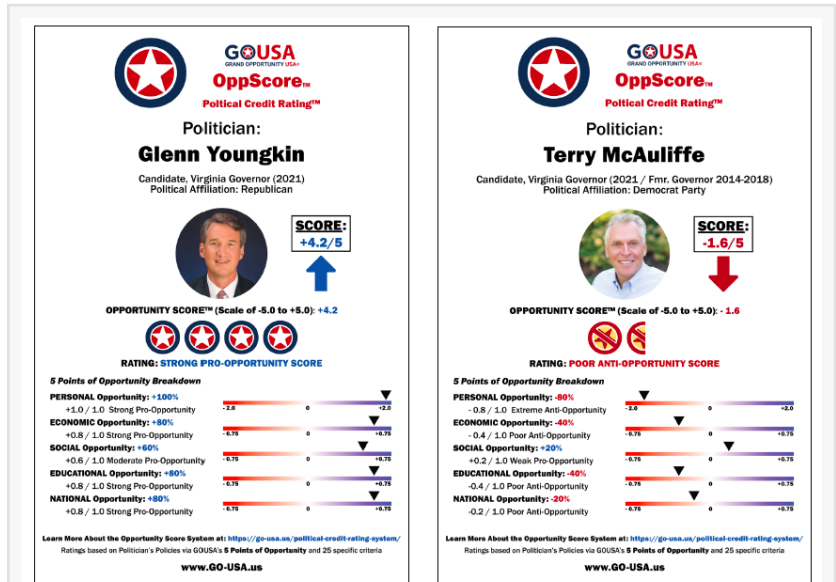 GOUSA
GRAND OPPORTUNITY USA®
OppScore™
Poltical Credit Rating™
Politician:
Glenn Youngkin
Candidate, Virginia Governor (2021)
Political Affiliation: Republican
SCORE:
+4.2/5
OPPORTUNITY SCORE™ (Scale of -5.0 to +5.0): +4.2
RATING: STRONG PRO-OPPORTUNITY SCORE
5 Points of Opportunity Breakdown
PERSONAL Opportunity: +100%
+1.0 / 1.0 Strong Pro-Opportunity
- 2.0 0 +2.0
ECONOMIC Opportunity: +80%
+0.8 / 1.0 Strong Pro-Opportunity
- 0.75 0 +0.75
SOCIAL Opportunity: +60%
+0.6 / 1.0 Moderate Pro-Opportunity
- 0.75 0 +0.75
EDUCATIONAL Opportunity: +80%
+0.8 / 1.0 Strong Pro-Opportunity
- 0.75 0 +0.75
NATIONAL Opportunity: +80%
+0.8 / 1.0 Strong Pro-Opportunity
- 0.75 0 +0.75
Learn More About the Opportunity Score System at: https://go-usa.us/political-credit-rating-system/
Ratings based on Politician's Policies via GOUSA's 5 Points of Opportunity and 25 specific criteria
www.GO-USA.us
GOUSA
GRAND OPPORTUNITY USA®
OppScore™
Poltical Credit Rating™
Politician:
Terry McAuliffe
Candidate, Virginia Governor (2021 / Fmr. Governor 2014-2018)
Political Affiliation: Democrat Party
SCORE:
-1.6/5
OPPORTUNITY SCORE™ (Scale of -5.0 to +5.0): - 1.6
RATING: POOR ANTI-OPPORTUNITY SCORE
5 Points of Opportunity Breakdown
PERSONAL Opportunity: -80%
- 0.8 / 1.0 Extreme Anti-Opportunity
- 2.0 0 +2.0
ECONOMIC Opportunity: -40%
- 0.4 / 1.0 Poor Anti-Opportunity
- 0.75 0 +0.75
SOCIAL Opportunity: +20%
+0.2 / 1.0 Weak Pro-Opportunity
- 0.75 0 +0.75
EDUCATIONAL Opportunity: -40%
-0.4 / 1.0 Poor Anti-Opportunity
- 0.75 0 +0.75
NATIONAL Opportunity: -20%
-0.2 / 1.0 Poor Anti-Opportunity
- 0.75 0 +0.75
Learn More About the Opportunity Score System at: https://go-usa.us/political-credit-rating-system/
Ratings based on Politician's Policies via GOUSA's 5 Points of Opportunity and 25 specific criteria
www.GO-USA.us